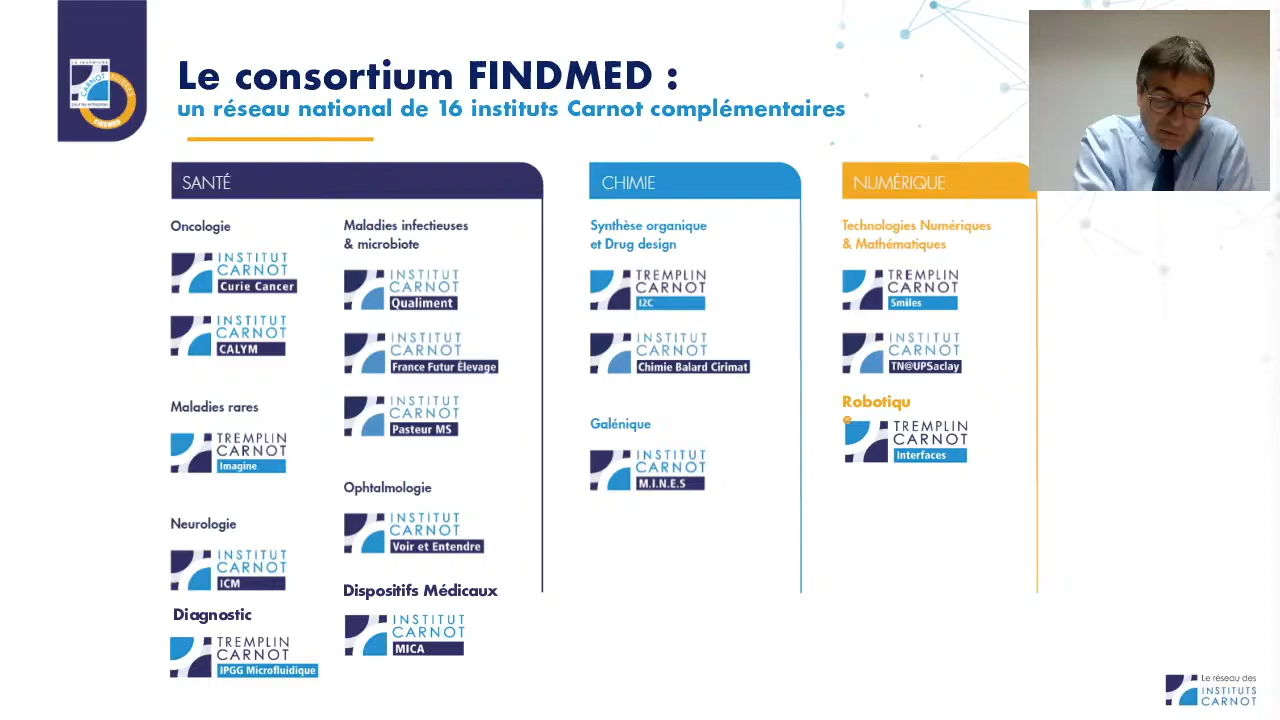 Le consortium FINDMED :
un réseau national de 16 instituts Carnot complémentaires
CARNOT
FINDMED
SANTÉ
Oncologie
INSTITUT
CARNOT
Curie Cancer
INSTITUT
CARNOT
CALYM
Maladies rares
TREMPLIN
CARNOT
Imagine
Neurologie
INSTITUT
CARNOT
ICM
Diagnostic
TREMPLIN
CARNOT
IPGG Microfluidique
Maladies infectieuses
& microbiote
INSTITUT
CARNOT
Qualiment
INSTITUT
CARNOT
France Futur Élevage
INSTITUT
CARNOT
Pasteur MS
Ophtalmologie
INSTITUT
CARNOT
Voir et Entendre
Dispositifs Médicaux
INSTITUT
CARNOT
MICA
CHIMIE
Synthèse organique
et Drug design
TREMPLIN
CARNOT
I2C
INSTITUT
CARNOT
Chimie Balard Cirimat
Galénique
INSTITUT
CARNOT
M.I.N.E.S
NUMÉRIQUE
Technologies Numériques
& Mathématiques
TREMPLIN
CARNOT
Smiles
INSTITUT
CARNOT
TN@UPSaclay
Robotiqu
e
TREMPLIN
CARNOT
Interfaces
Le réseau des
INSTITUTS
CARNOT